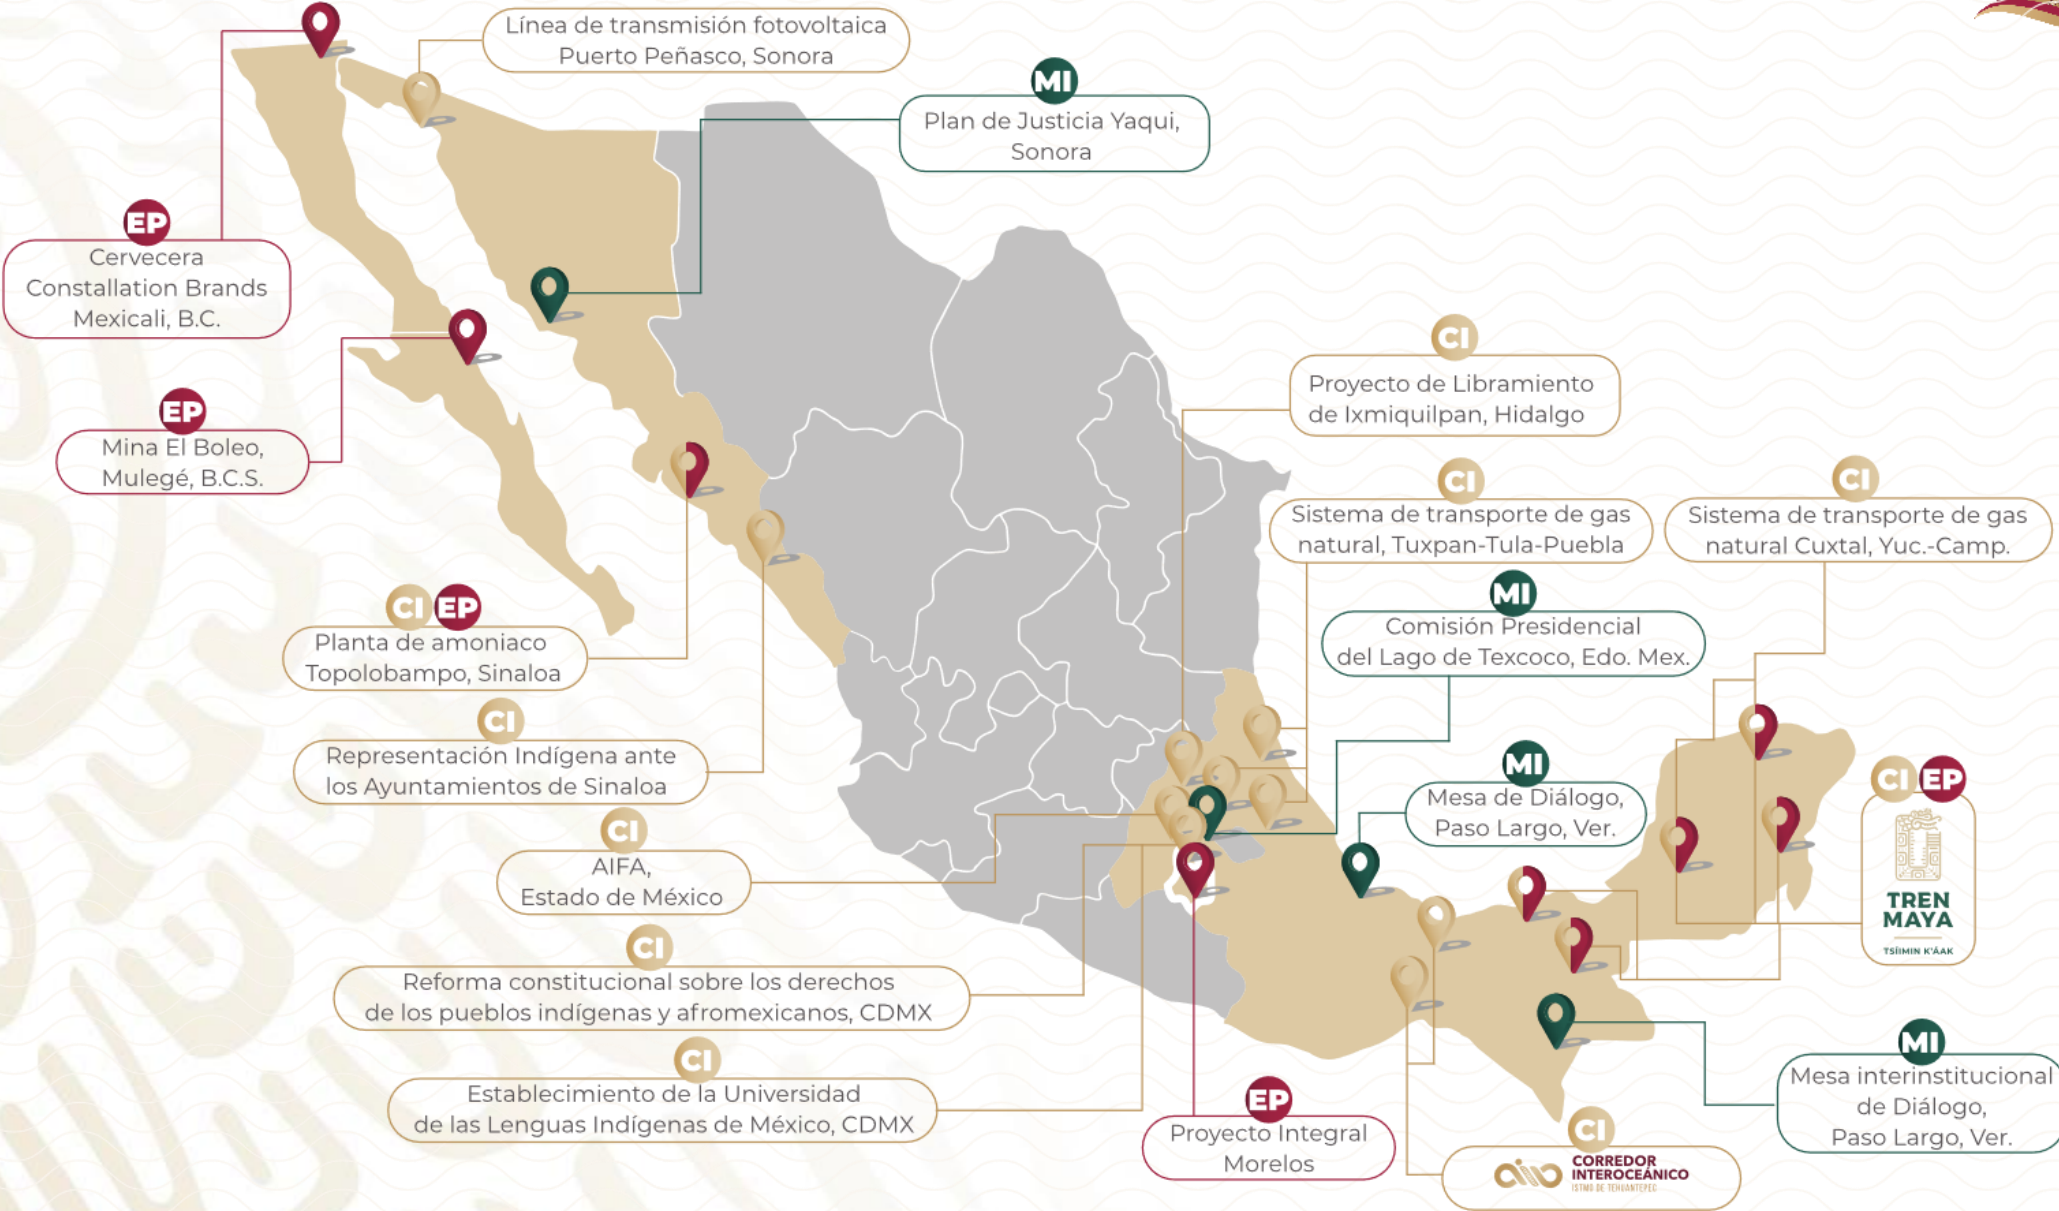 Línea de transmisión fotovoltaica
Puerto Peñasco, Sonora
MI
Plan de Justicia Yaqui,
Sonora
EP
Cervecera
Constallation Brands
Mexicali, B.C.
EP
Mina El Boleo,
Mulegé, B.C.S.
CI
Proyecto de Libramiento
de Ixmiquilpan, Hidalgo
CI
Sistema de transporte de gas
natural, Tuxpan-Tula-Puebla
CI
Sistema de transporte de gas
natural Cuxtal, Yuc.-Camp.
CI EP
Planta de amoniaco
Topolobampo, Sinaloa
MI
Comisión Presidencial
del Lago de Texcoco, Edo. Mex.
CI
Representación Indígena ante
los Ayuntamientos de Sinaloa
MI
Mesa de Diálogo,
Paso Largo, Ver.
CI EP
TREN
MAYA
TSÍIMIN K'ÁAK
CI
AIFA,
Estado de México
CI
Reforma constitucional sobre los derechos
de los pueblos indígenas y afromexicanos, CDMX
CI
Establecimiento de la Universidad
de las Lenguas Indígenas de México, CDMX
EP
Proyecto Integral
Morelos
CI
CORREDOR
INTEROCEÁNICO
ISTMO DE TEHUANTEPEC
MI
Mesa interinstitucional
de Diálogo,
Paso Largo, Ver.